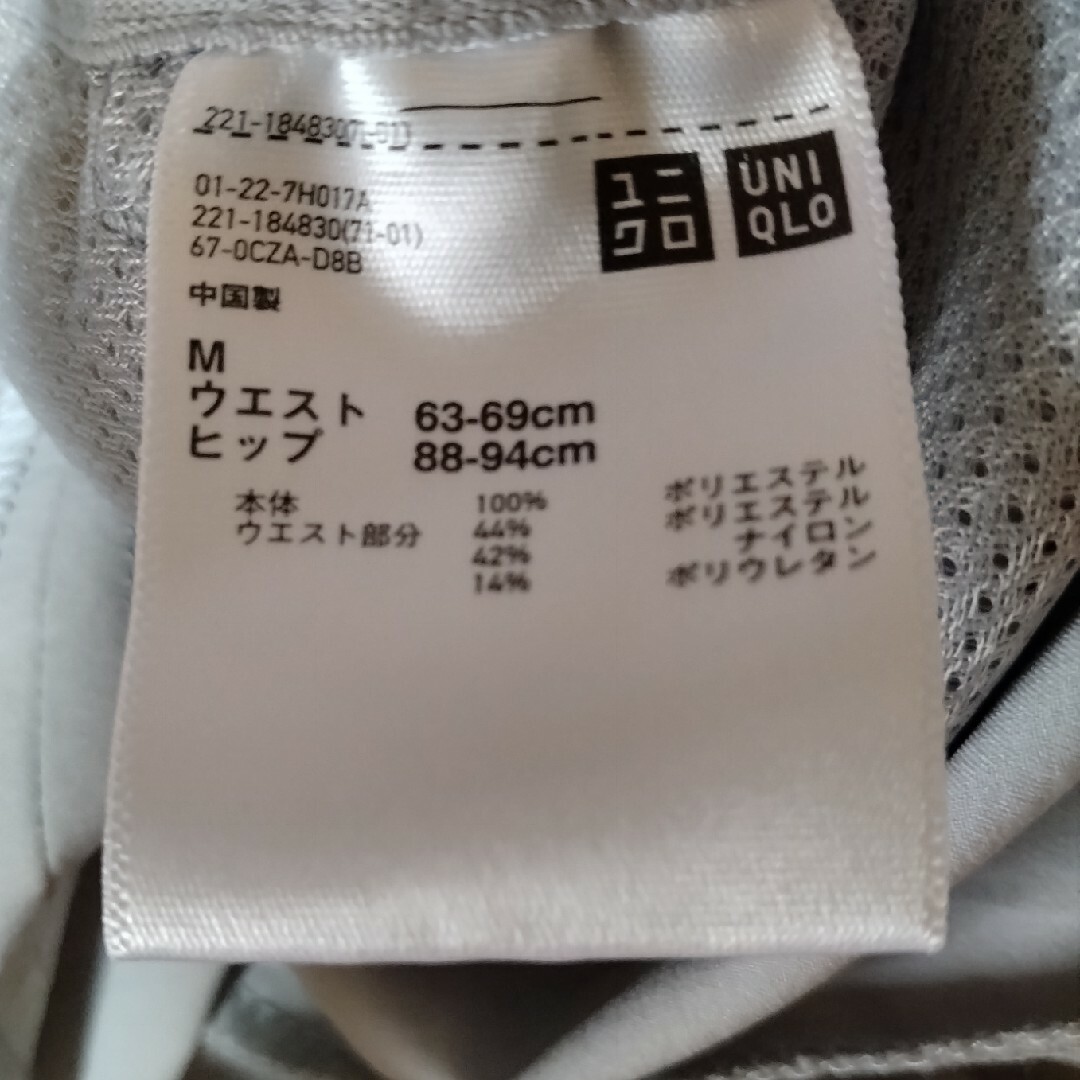 221-184830(71-01)
01-22-7H017A
221-184830(71-01)
67-0CZA-D8B
中国製
ユニ
クロ
UNI
QLO
M
ウエスト 63-69cm
ヒップ 88-94cm
本体 100% ポリエステル
ウエスト部分 44% ポリエステル
42% ナイロン
14% ポリウレタン